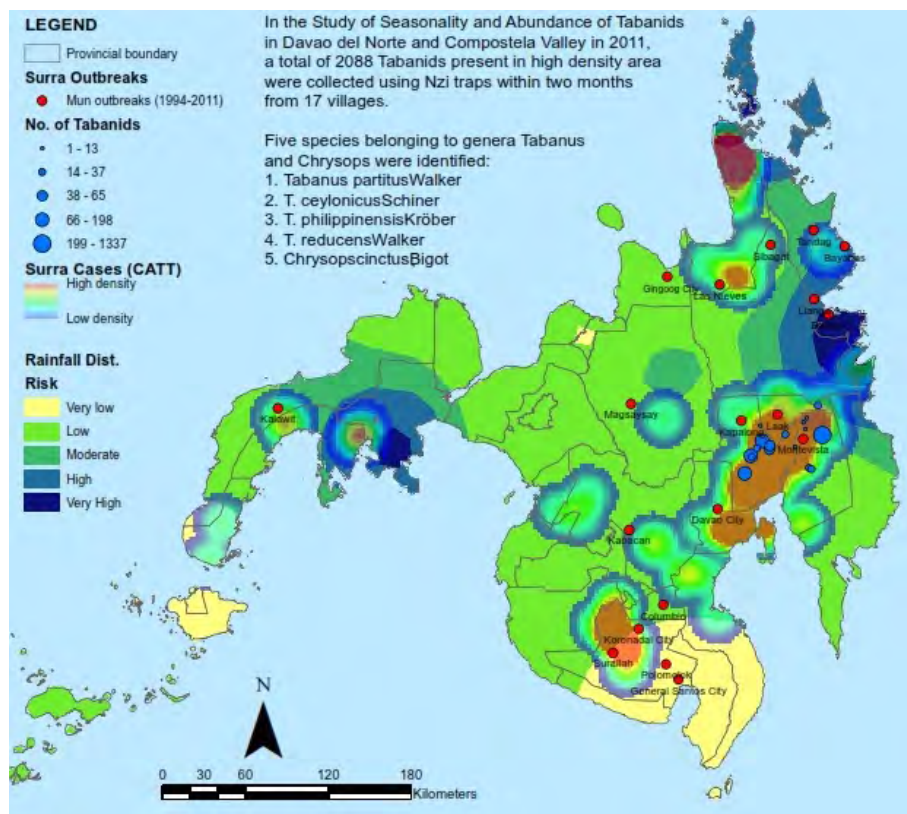 LEGEND
Provincial boundary
Surra Outbreaks
Mun outbreaks (1994-2011)
No. of Tabanids
1 - 13
14 - 37
38 - 65
66 - 198
199 - 1337
Surra Cases (CATT)
High density
Low density
Rainfall Dist.
Risk
Very low
Low
Moderate
High
Very High
In the Study of Seasonality and Abundance of Tabanids
in Davao del Norte and Compostela Valley in 2011,
a total of 2088 Tabanids present in high density area
were collected using Nzi traps within two months
from 17 villages.
Five species belonging to genera Tabanus
and Chrysops were identified:
1. Tabanus partitusWalker
2. T. ceylonicusSchiner
3. T. philippinensisKröber
4. T. reducensWalker
5. ChrysopscinctusBigot
Tandag
Sibagat
Bayabas
Gingoog City
Las Nieves
Kalawit
Magsaysay
Kapalong
Laak
Montevista
Davao City
Kabacan
Columbio
Koronadal City
Surallah
Polomolok
General Santos City
N
0 30 60 120 180
Kilometers